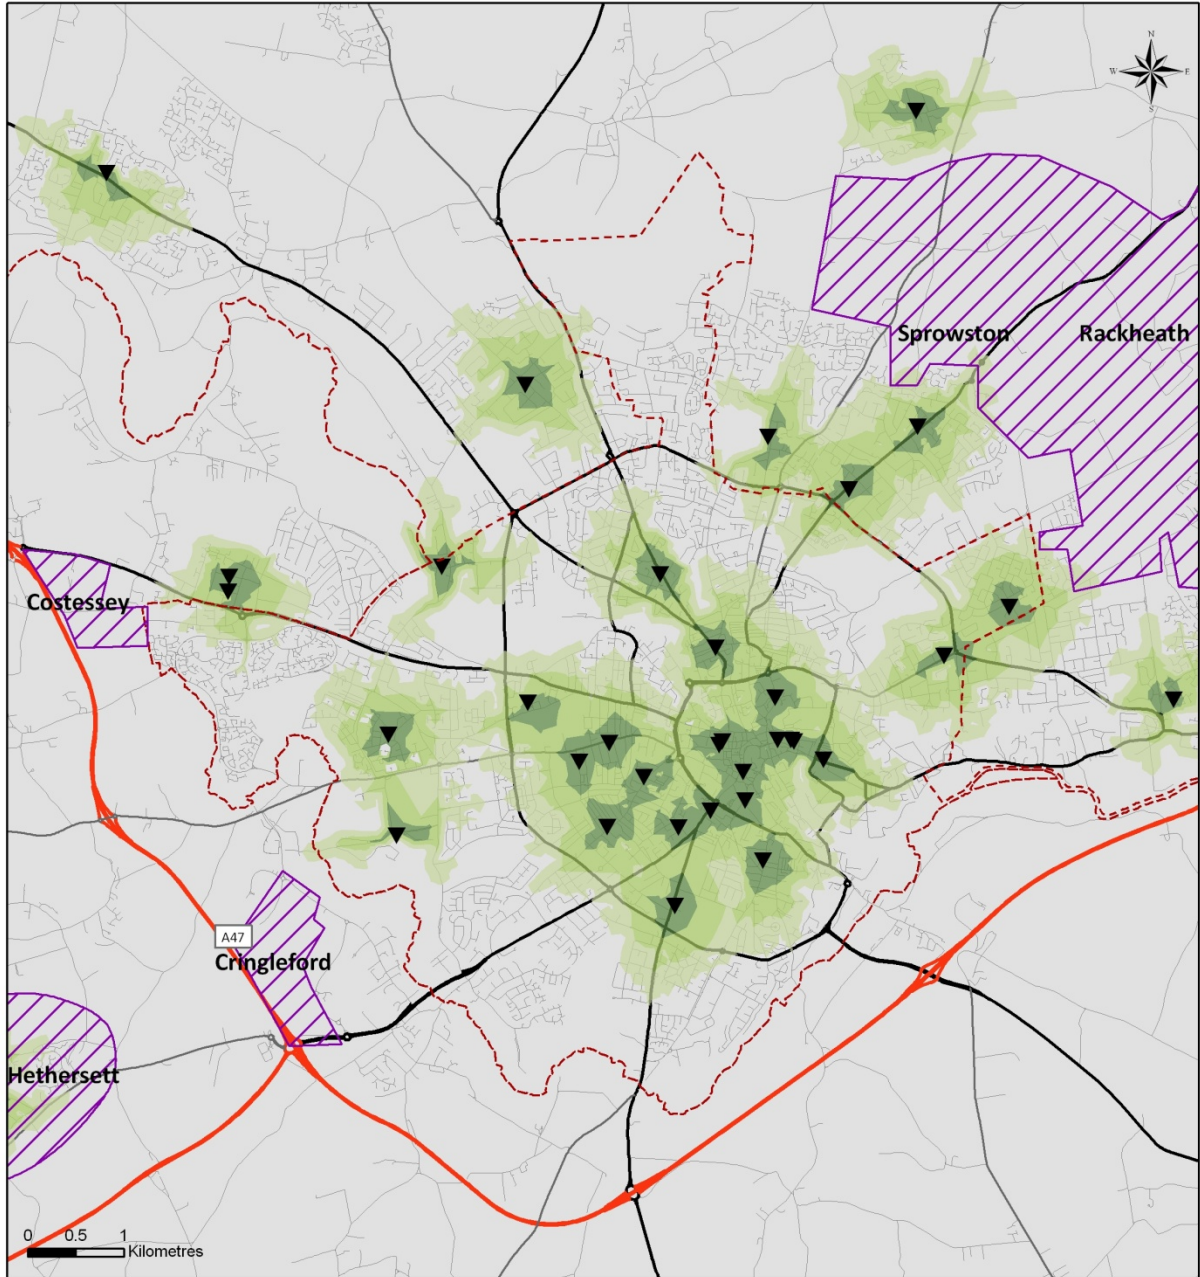 N
W E
S
Sprowston Rackheath
Costessey
A47
Cringleford
Hethersett
0 0.5 1
Kilometres